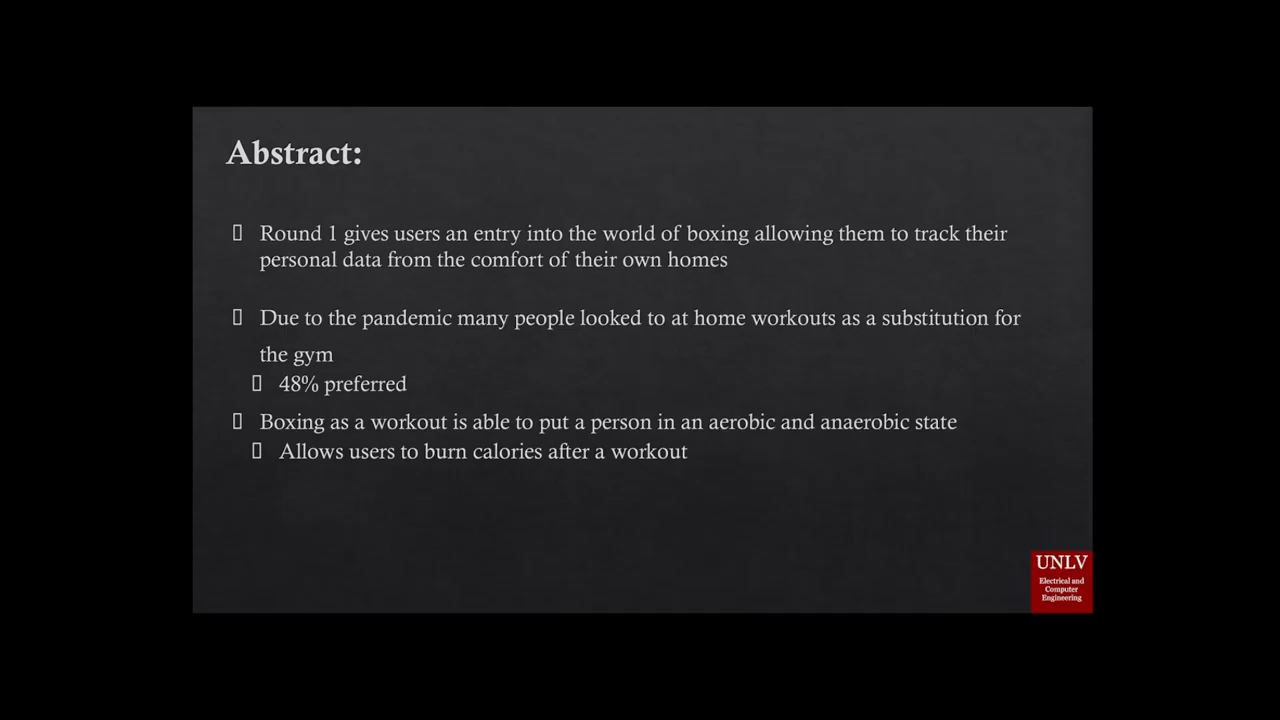 Abstract:
Round 1 gives users an entry into the world of boxing allowing them to track their
personal data from the comfort of their own homes
Due to the pandemic many people looked to at home workouts as a substitution for
the gym
48% preferred
Boxing as a workout is able to put a person in an aerobic and anaerobic state
Allows users to burn calories after a workout
UNLV
Electrical and
Computer
Engineering